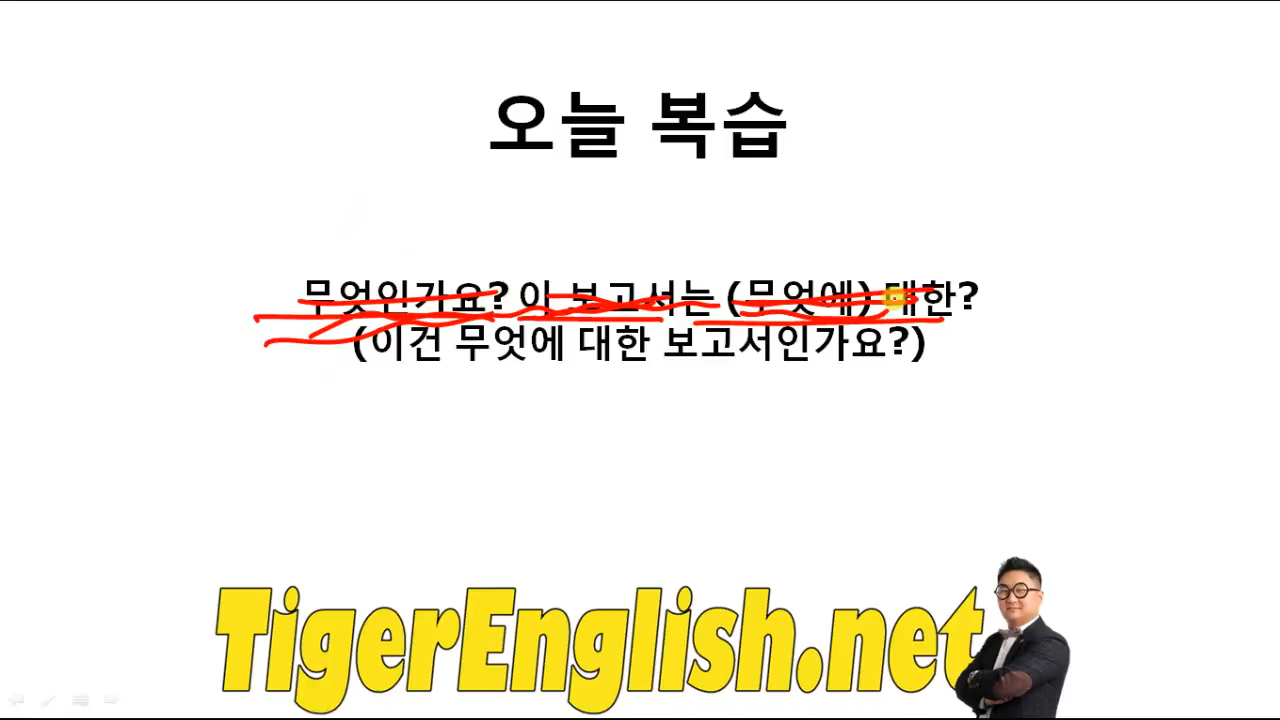 오늘 복습
무엇인가요? 이 보고서는 (무엇에) 대한?
(이건 무엇에 대한 보고서인가요?)
TigerEnglish.net